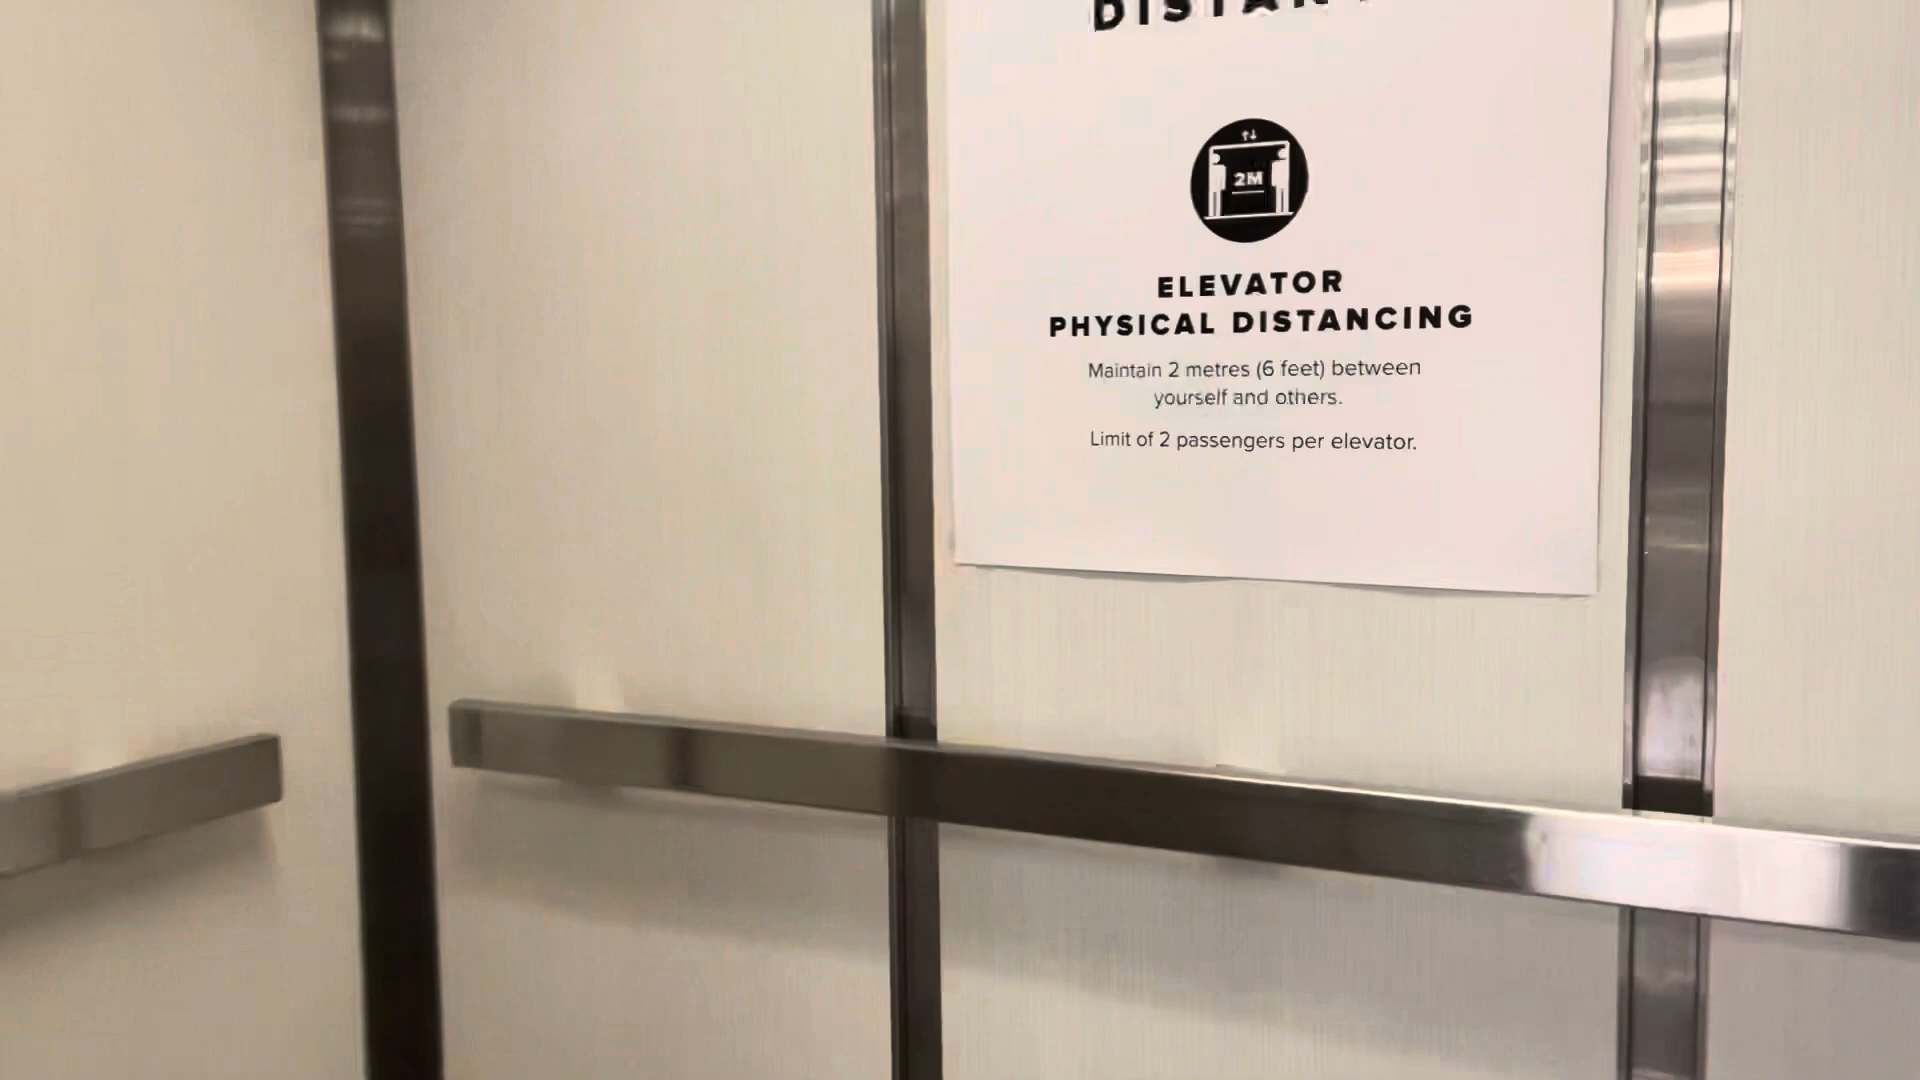 2M
ELEVATOR
PHYSICAL DISTANCING
Maintain 2 metres (6 feet) between
yourself and others.
Limit of 2 passengers per elevator.